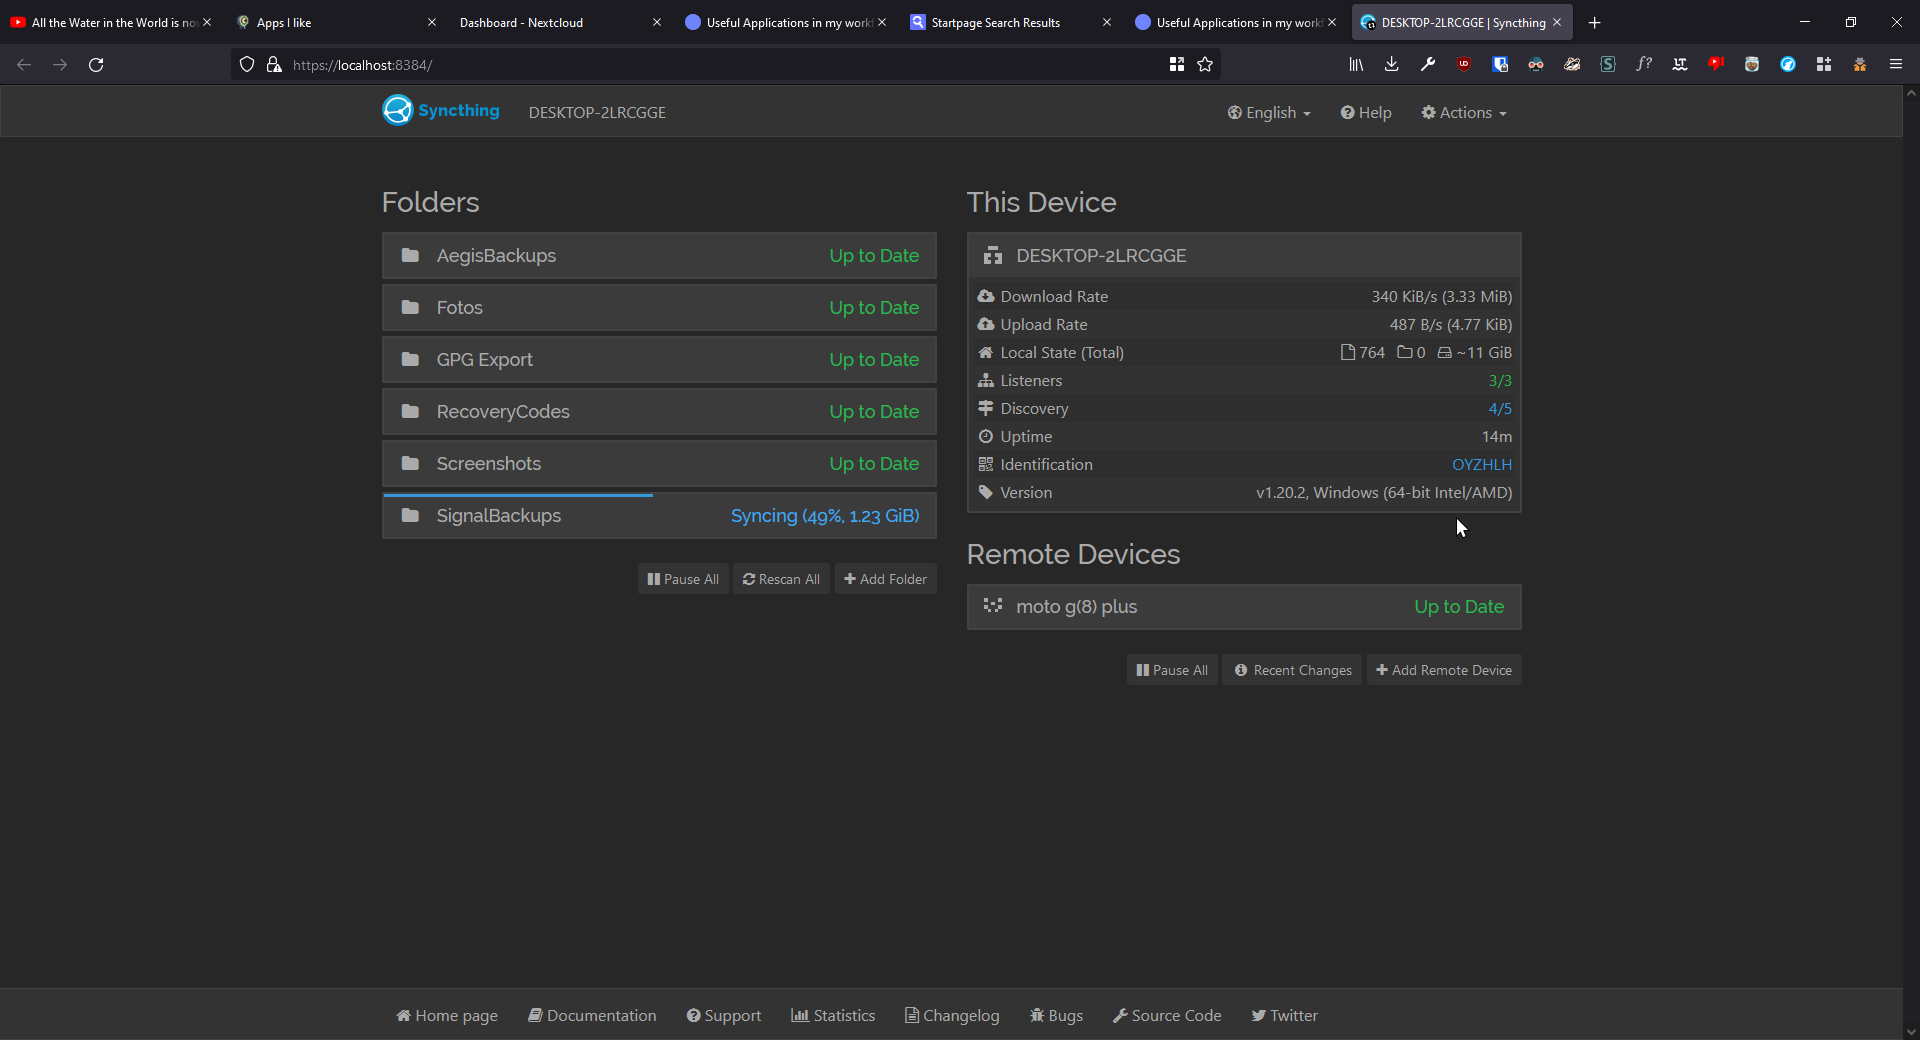 All the Water in the World is no
Apps I like
Dashboard - Nextcloud
Useful Applications in my work
Startpage Search Results
Useful Applications in my work
DESKTOP-2LRCGGE | Syncthing
https://localhost:8384/
Syncthing
DESKTOP-2LRCGGE
English
Help
Actions
Folders
AegisBackups Up to Date
Fotos Up to Date
GPG Export Up to Date
RecoveryCodes Up to Date
Screenshots Up to Date
SignalBackups Syncing (49%, 1.23 GiB)
Pause All
Rescan All
Add Folder
This Device
DESKTOP-2LRCGGE
Download Rate 340 KiB/s (3.33 MiB)
Upload Rate 487 B/s (4.77 KiB)
Local State (Total) 764 0 ~11 GiB
Listeners 3/3
Discovery 4/5
Uptime 14m
Identification OYZHLH
Version v1.20.2, Windows (64-bit Intel/AMD)
Remote Devices
moto g(8) plus Up to Date
Pause All
Recent Changes
Add Remote Device
Home page
Documentation
Support
Statistics
Changelog
Bugs
Source Code
Twitter